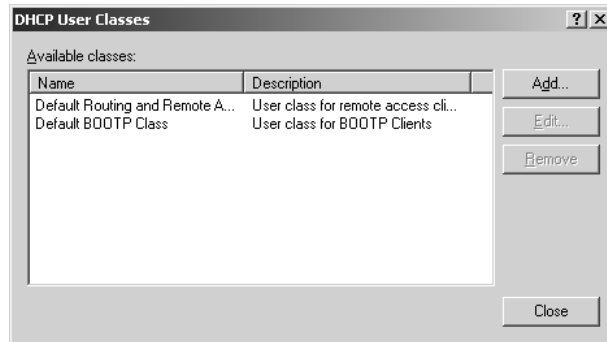 DHCP User Classes
Available classes:
Name Description
Default Routing and Remote A... User class for remote access cli...
Default BOOTP Class User class for BOOTP Clients
Add...
Edit...
Remove
Close